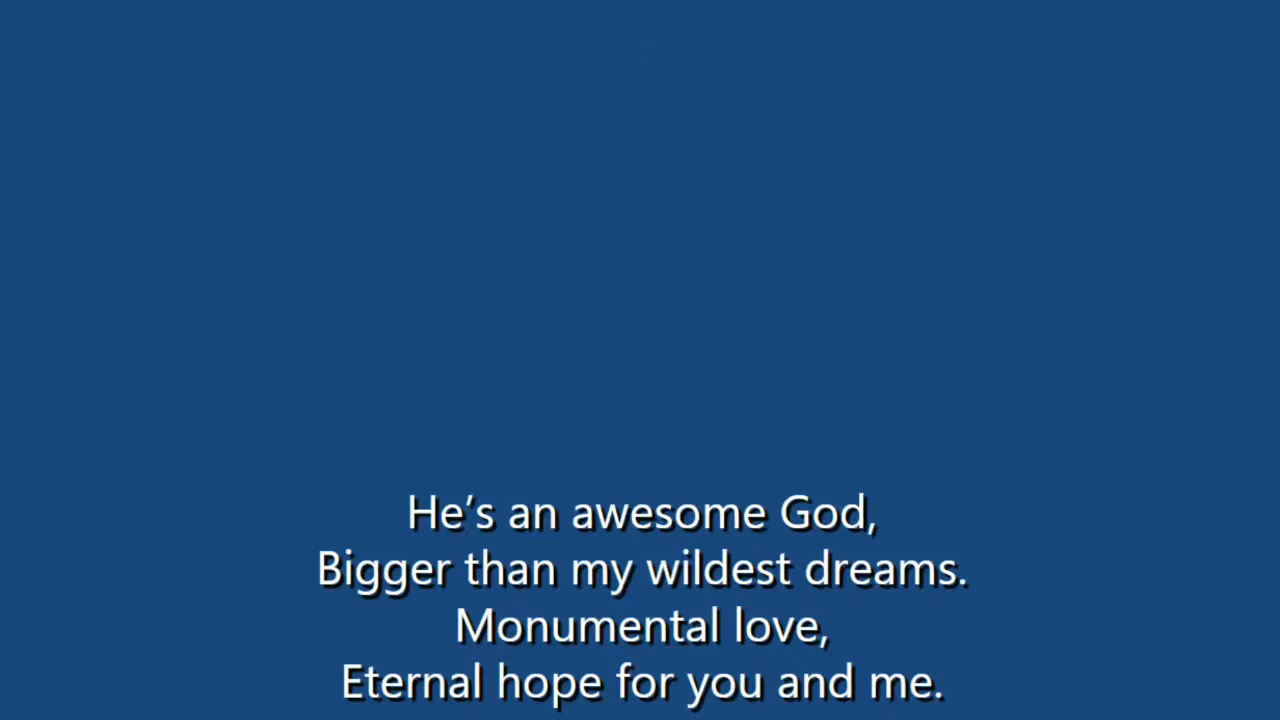 He’s an awesome God,
Bigger than my wildest dreams.
Monumental love,
Eternal hope for you and me.